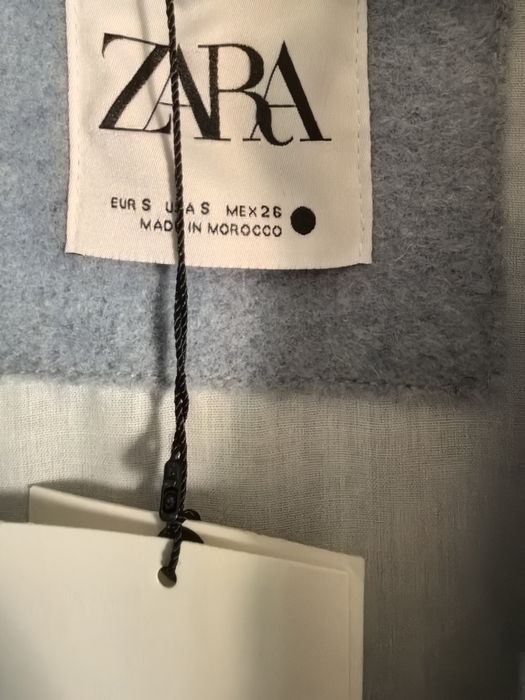 ZARA
EUR S USA S MEX 26
MADE IN MOROCCO